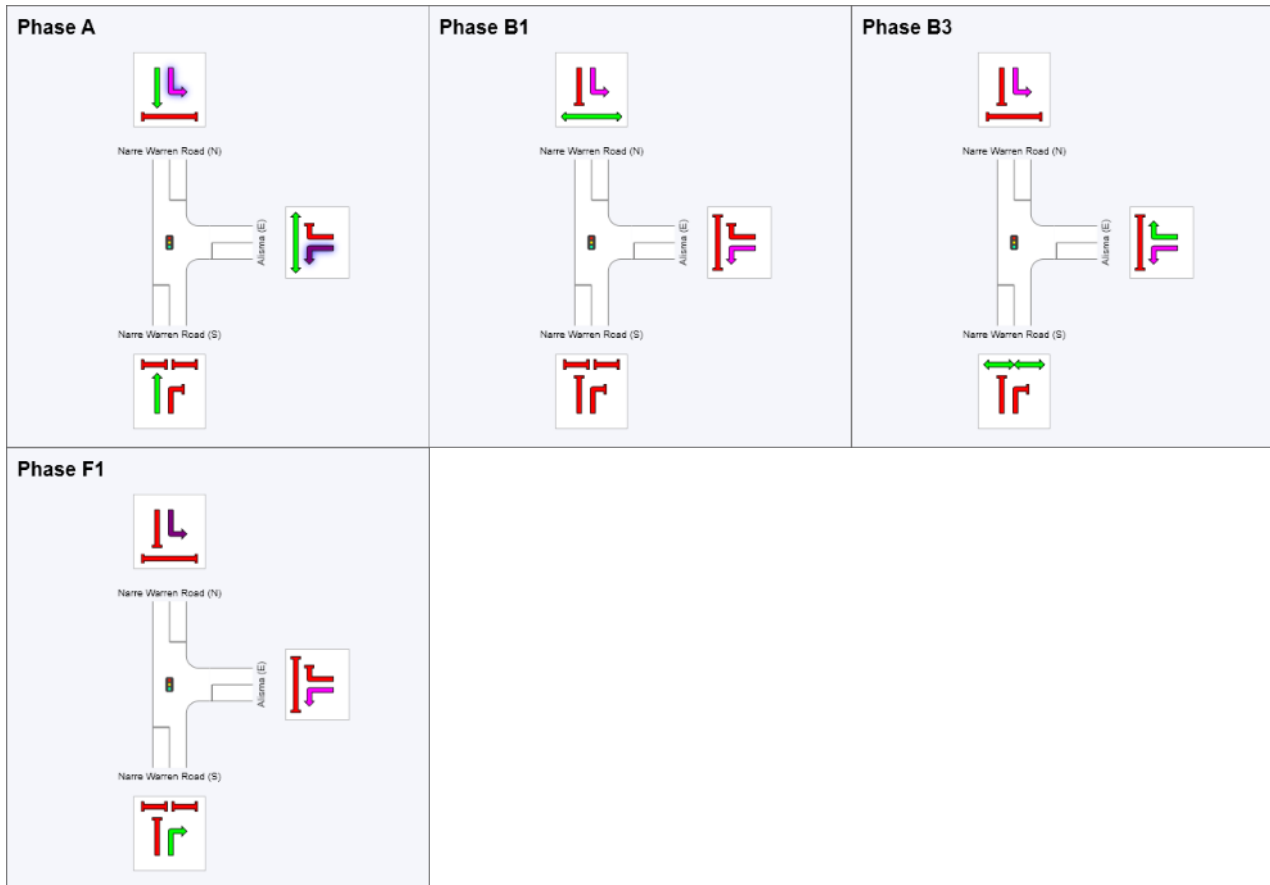 Phase A
Narre Warren Road (N)
Alisma (E)
Narre Warren Road (S)
Phase B1
Narre Warren Road (N)
Alisma (E)
Narre Warren Road (S)
Phase B3
Narre Warren Road (N)
Alisma (E)
Narre Warren Road (S)
Phase F1
Narre Warren Road (N)
Alisma (E)
Narre Warren Road (S)